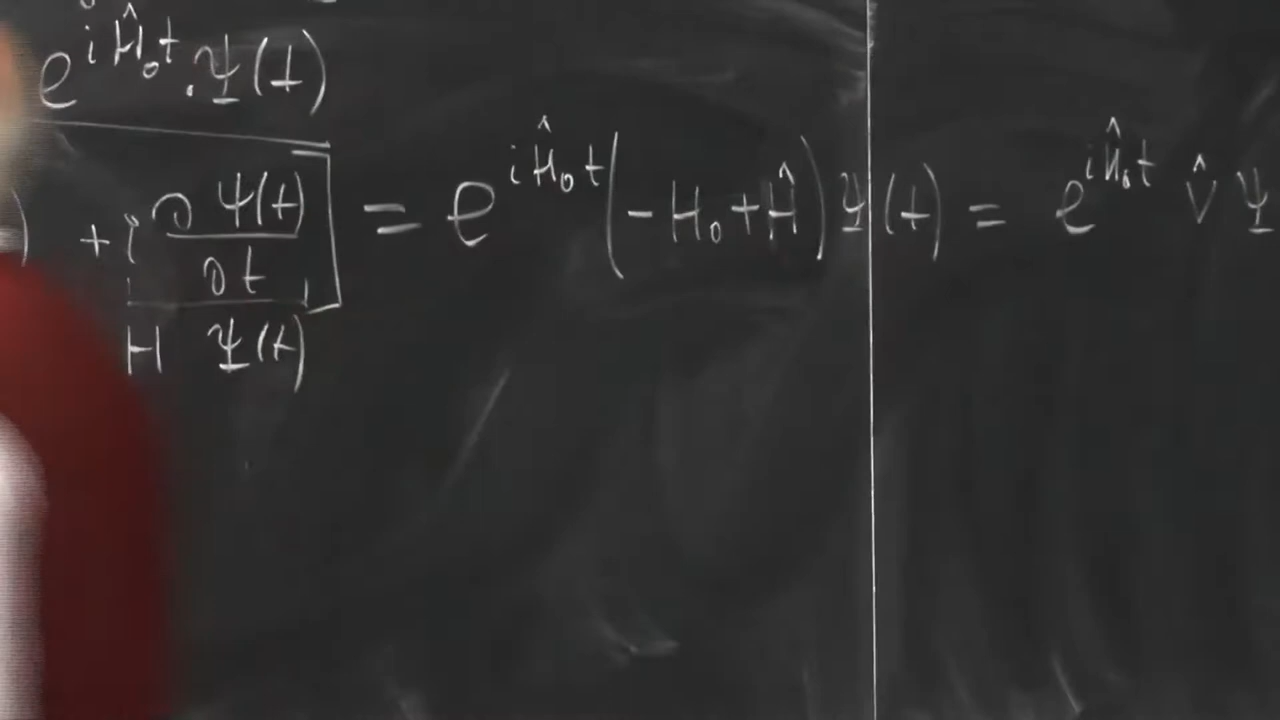 e^{iĤ₀t} · Ψ(t)
) + i ∂Ψ(t)/∂t ] = e^{iĤ₀t} (-H₀ + Ĥ) Ψ(t) = e^{iĤ₀t} V̂ Ψ
H Ψ(t)